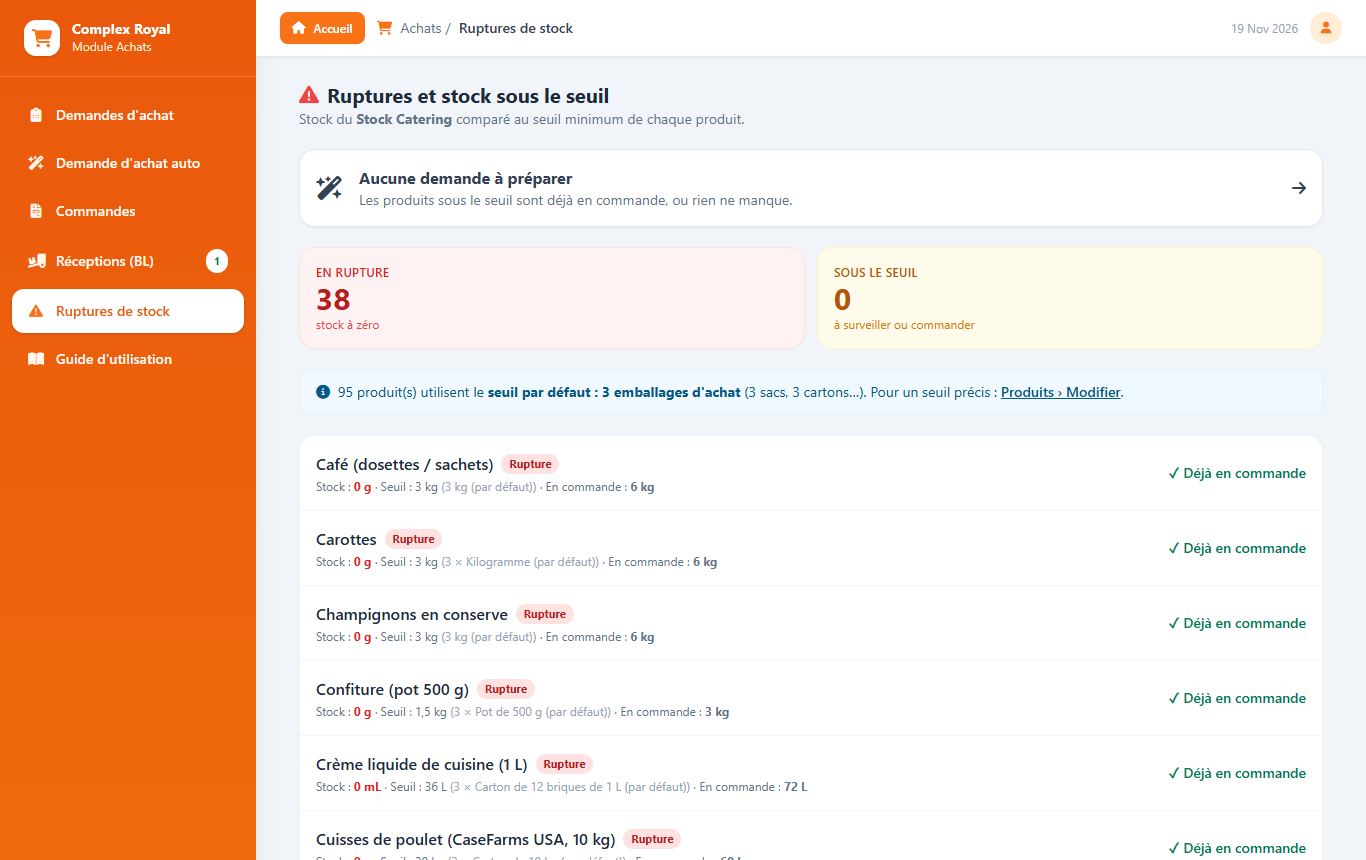 Complex Royal
Module Achats
Demandes d'achat
Demande d'achat auto
Commandes
Réceptions (BL) 1
Ruptures de stock
Guide d'utilisation
Accueil Achats / Ruptures de stock 19 Nov 2026
Ruptures et stock sous le seuil
Stock du Stock Catering comparé au seuil minimum de chaque produit.
Aucune demande à préparer
Les produits sous le seuil sont déjà en commande, ou rien ne manque.
EN RUPTURE
38
stock à zéro
SOUS LE SEUIL
0
à surveiller ou commander
95 produit(s) utilisent le seuil par défaut : 3 emballages d'achat (3 sacs, 3 cartons…). Pour un seuil précis : Produits › Modifier.
Café (dosettes / sachets) Rupture
Stock : 0 g · Seuil : 3 kg (3 kg (par défaut)) · En commande : 6 kg
✓ Déjà en commande
Carottes Rupture
Stock : 0 g · Seuil : 3 kg (3 × Kilogramme (par défaut)) · En commande : 6 kg
✓ Déjà en commande
Champignons en conserve Rupture
Stock : 0 g · Seuil : 3 kg (3 kg (par défaut)) · En commande : 6 kg
✓ Déjà en commande
Confiture (pot 500 g) Rupture
Stock : 0 g · Seuil : 1,5 kg (3 × Pot de 500 g (par défaut)) · En commande : 3 kg
✓ Déjà en commande
Crème liquide de cuisine (1 L) Rupture
Stock : 0 mL · Seuil : 36 L (3 × Carton de 12 briques de 1 L (par défaut)) · En commande : 72 L
✓ Déjà en commande
Cuisses de poulet (CaseFarms USA, 10 kg) Rupture
✓ Déjà en commande